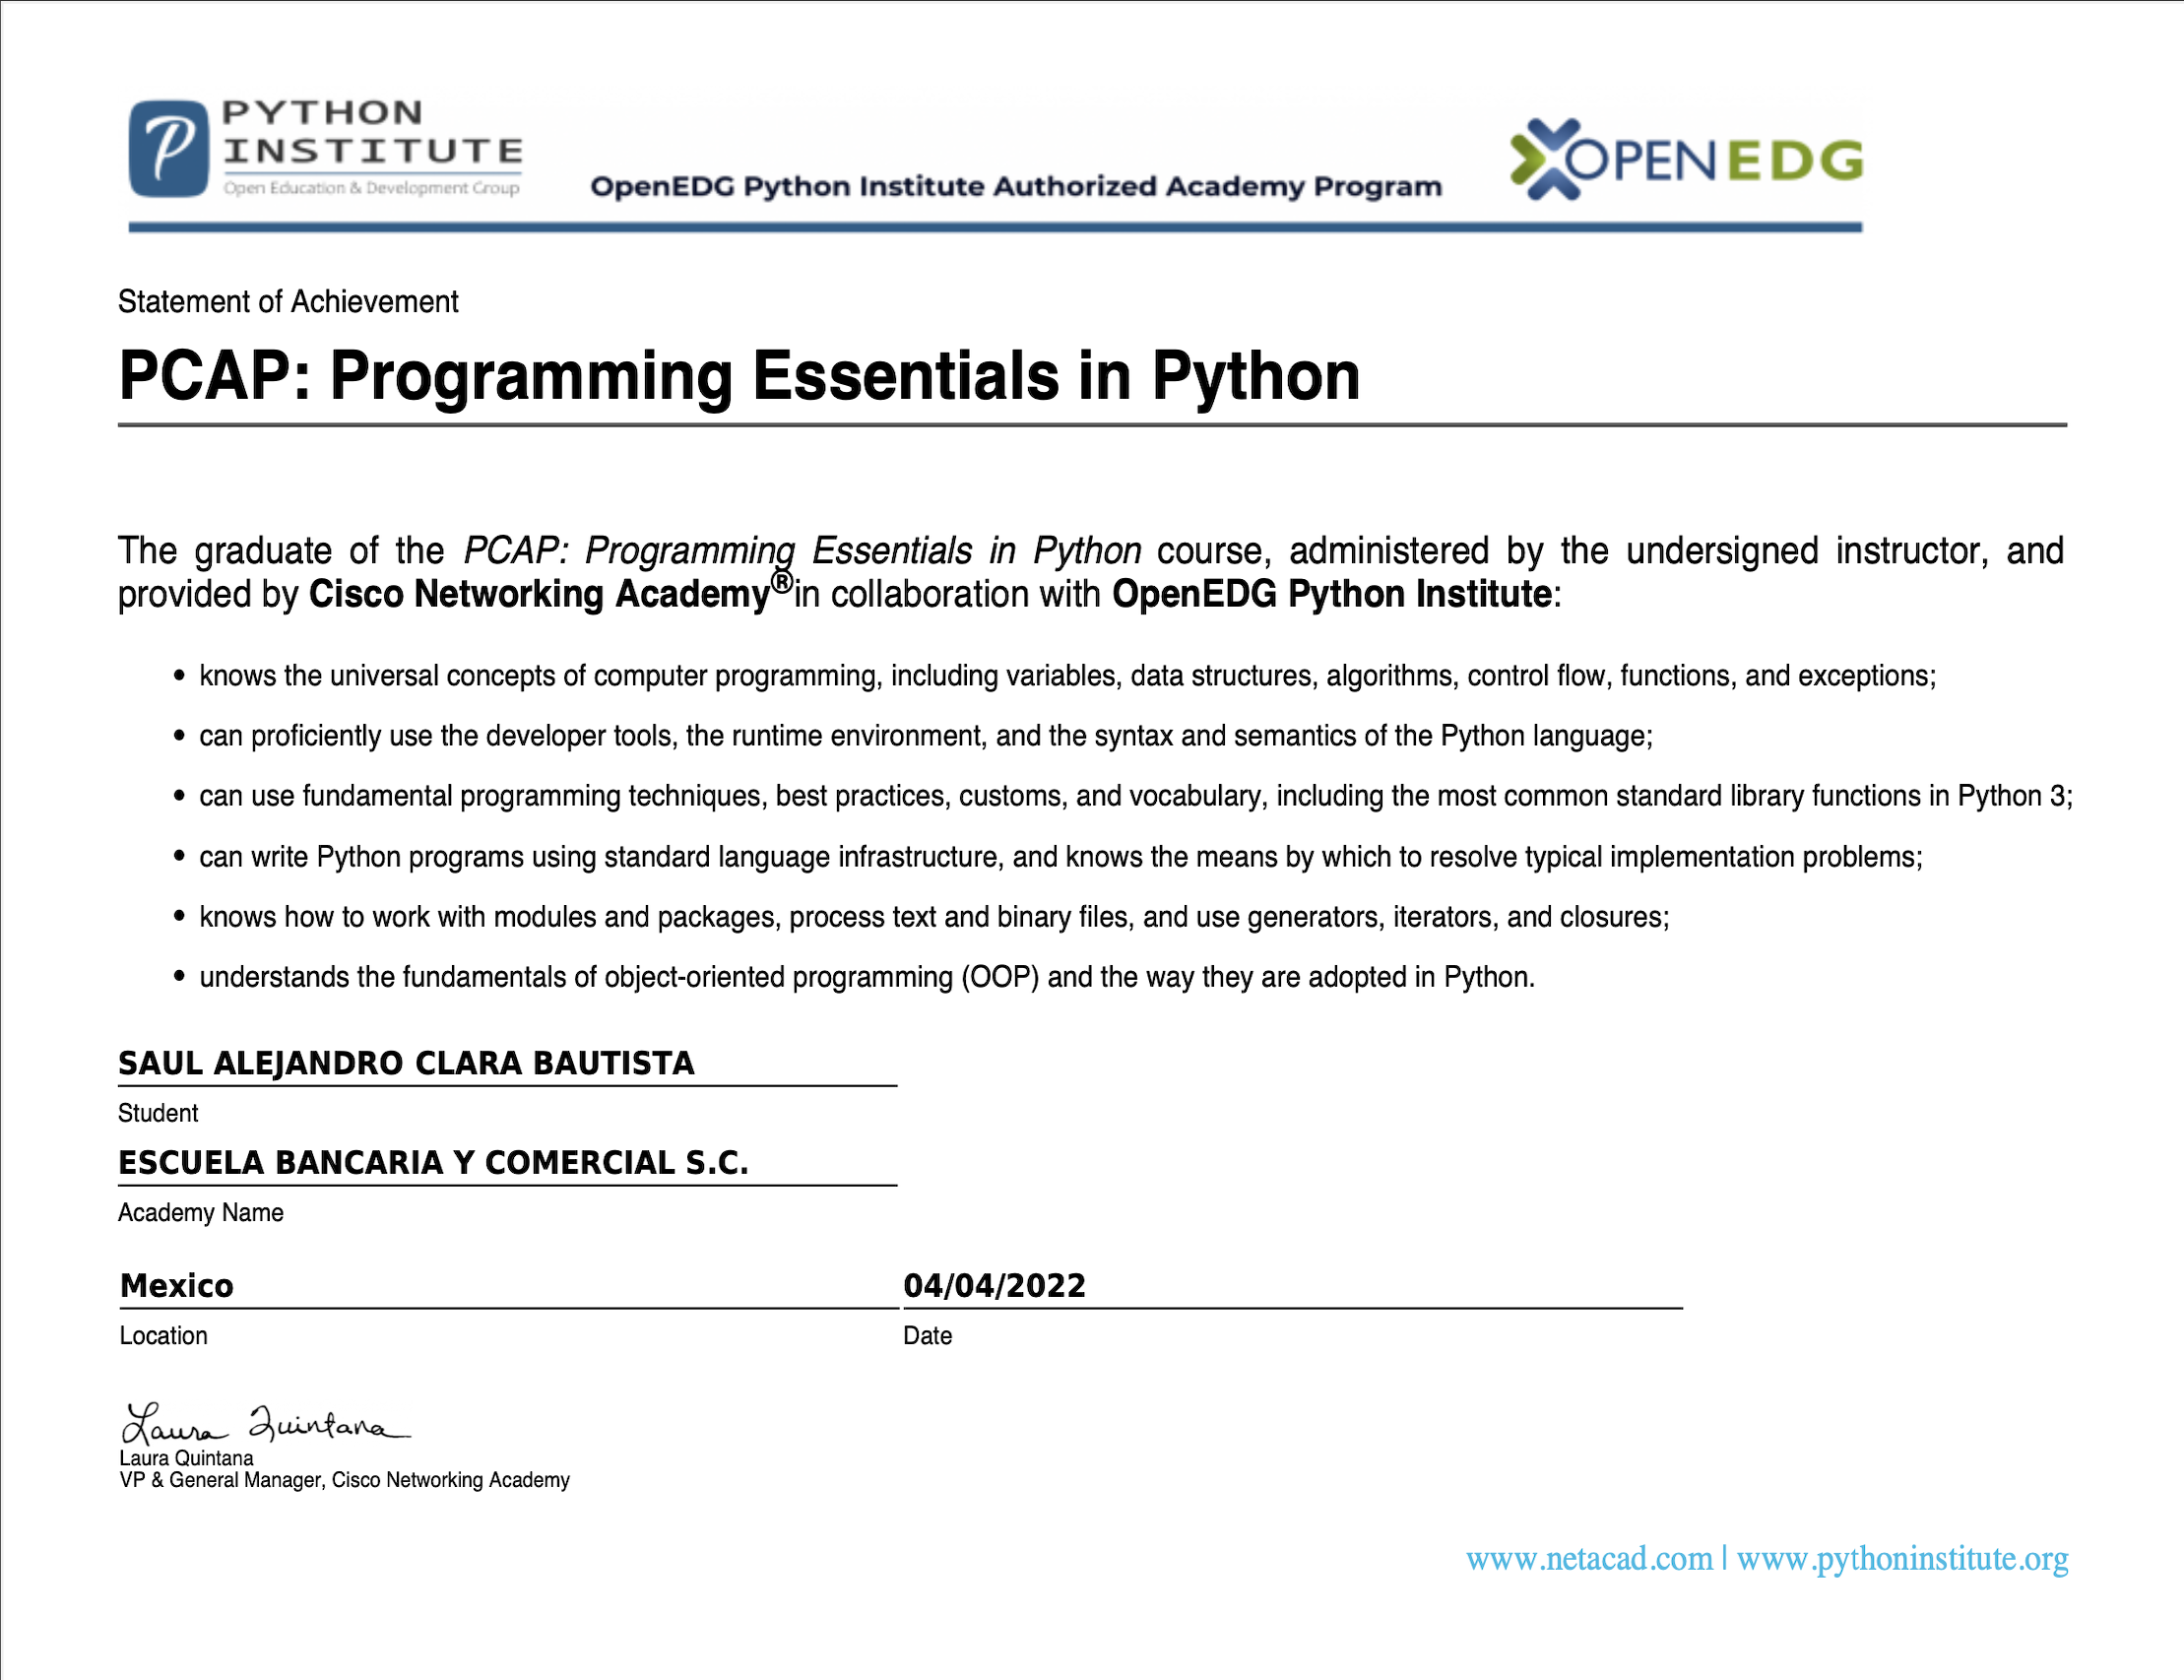 PYTHON
INSTITUTE
Open Education & Development Group
OpenEDG Python Institute Authorized Academy Program
OPENEDG
Statement of Achievement
PCAP: Programming Essentials in Python
The graduate of the PCAP: Programming Essentials in Python course, administered by the undersigned instructor, and
provided by Cisco Networking Academy® in collaboration with OpenEDG Python Institute:
• knows the universal concepts of computer programming, including variables, data structures, algorithms, control flow, functions, and exceptions;
• can proficiently use the developer tools, the runtime environment, and the syntax and semantics of the Python language;
• can use fundamental programming techniques, best practices, customs, and vocabulary, including the most common standard library functions in Python 3;
• can write Python programs using standard language infrastructure, and knows the means by which to resolve typical implementation problems;
• knows how to work with modules and packages, process text and binary files, and use generators, iterators, and closures;
• understands the fundamentals of object-oriented programming (OOP) and the way they are adopted in Python.
SAUL ALEJANDRO CLARA BAUTISTA
Student
ESCUELA BANCARIA Y COMERCIAL S.C.
Academy Name
Mexico 04/04/2022
Location Date
Laura Quintana
Laura Quintana
VP & General Manager, Cisco Networking Academy
www.netacad.com | www.pythoninstitute.org